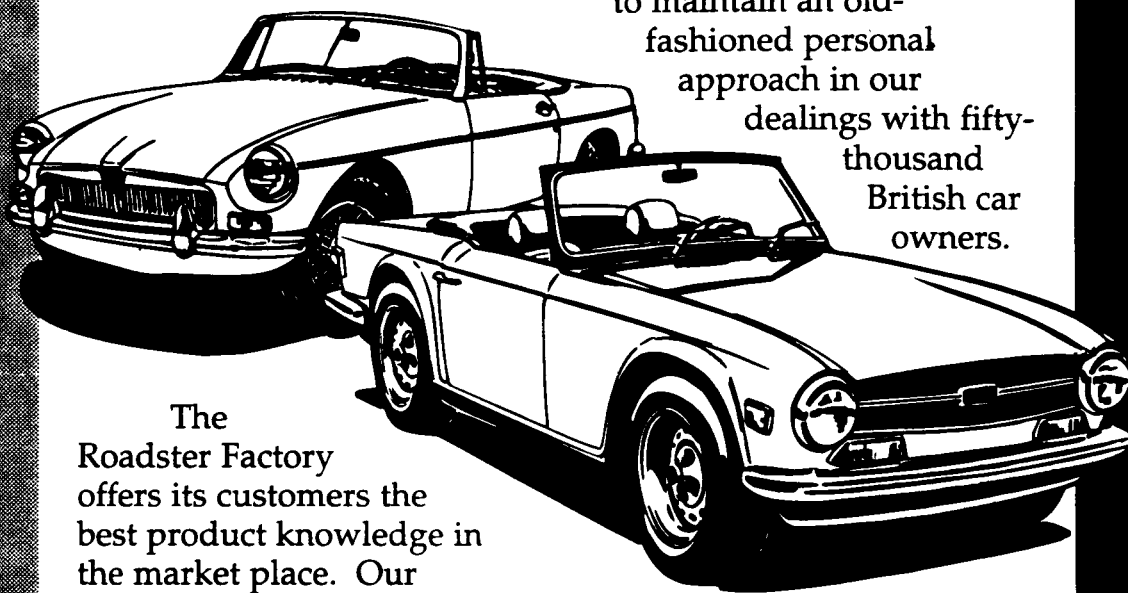 to maintain an old-
fashioned personal
approach in our
dealings with fifty-
thousand
British car
owners.
The
Roadster Factory
offers its customers the
best product knowledge in
the market place. Our